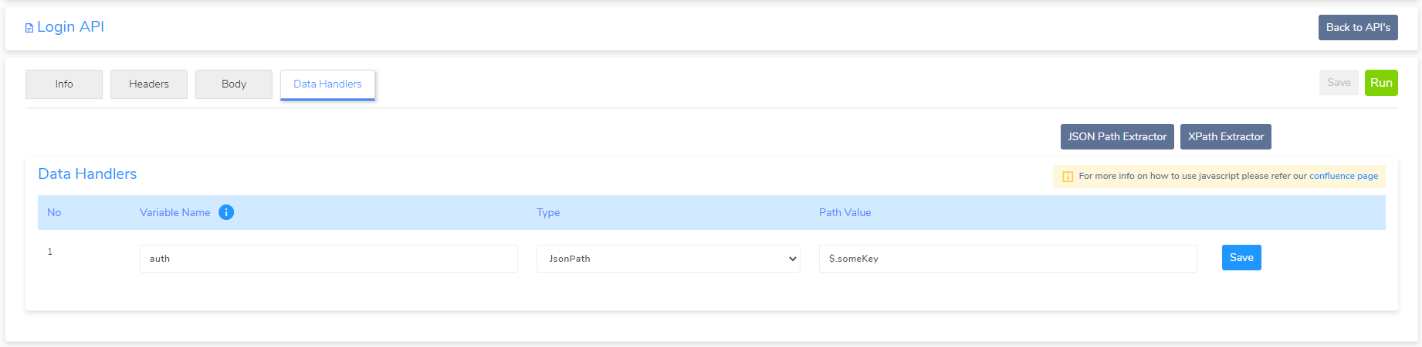 Login API
Back to API's
Info
Headers
Body
Data Handlers
Save
Run
JSON Path Extractor
XPath Extractor
Data Handlers
For more info on how to use javascript please refer our confluence page
No
Variable Name
Type
Path Value
1
auth
JsonPath
$.someKey
Save